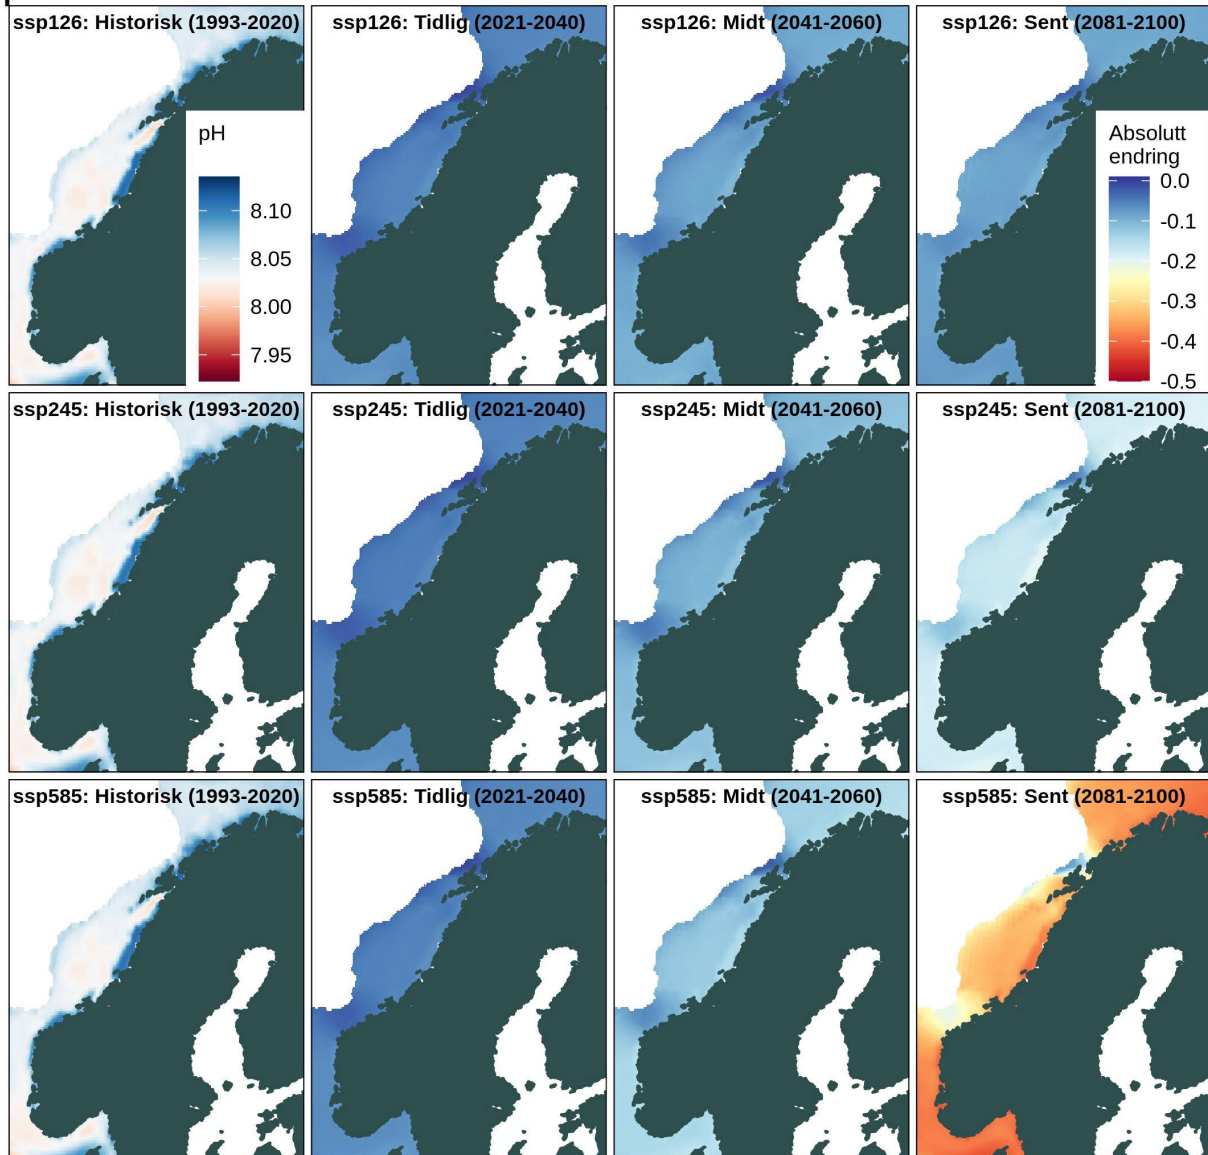 ssp126: Historisk (1993-2020)
ssp126: Tidlig (2021-2040)
ssp126: Midt (2041-2060)
ssp126: Sent (2081-2100)
pH
8.10
8.05
8.00
7.95
Absolutt
endring
0.0
-0.1
-0.2
-0.3
-0.4
-0.5
ssp245: Historisk (1993-2020)
ssp245: Tidlig (2021-2040)
ssp245: Midt (2041-2060)
ssp245: Sent (2081-2100)
ssp585: Historisk (1993-2020)
ssp585: Tidlig (2021-2040)
ssp585: Midt (2041-2060)
ssp585: Sent (2081-2100)